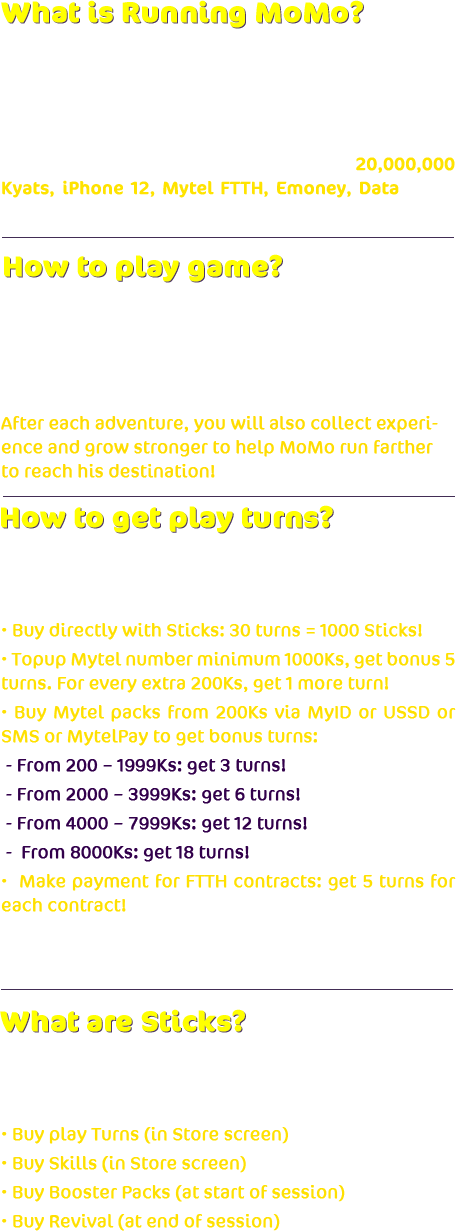 What is Running MoMo?
20,000,000
Kyats, iPhone 12, Mytel FTTH, Emoney, Data
How to play game?
After each adventure, you will also collect experi-
ence and grow stronger to help MoMo run farther
to reach his destination!
How to get play turns?
• Buy directly with Sticks: 30 turns = 1000 Sticks!
• Topup Mytel number minimum 1000Ks, get bonus 5
turns. For every extra 200Ks, get 1 more turn!
• Buy Mytel packs from 200Ks via MyID or USSD or
SMS or MytelPay to get bonus turns:
- From 200 – 1999Ks: get 3 turns!
- From 2000 – 3999Ks: get 6 turns!
- From 4000 – 7999Ks: get 12 turns!
- From 8000Ks: get 18 turns!
• Make payment for FTTH contracts: get 5 turns for
each contract!
What are Sticks?
• Buy play Turns (in Store screen)
• Buy Skills (in Store screen)
• Buy Booster Packs (at start of session)
• Buy Revival (at end of session)